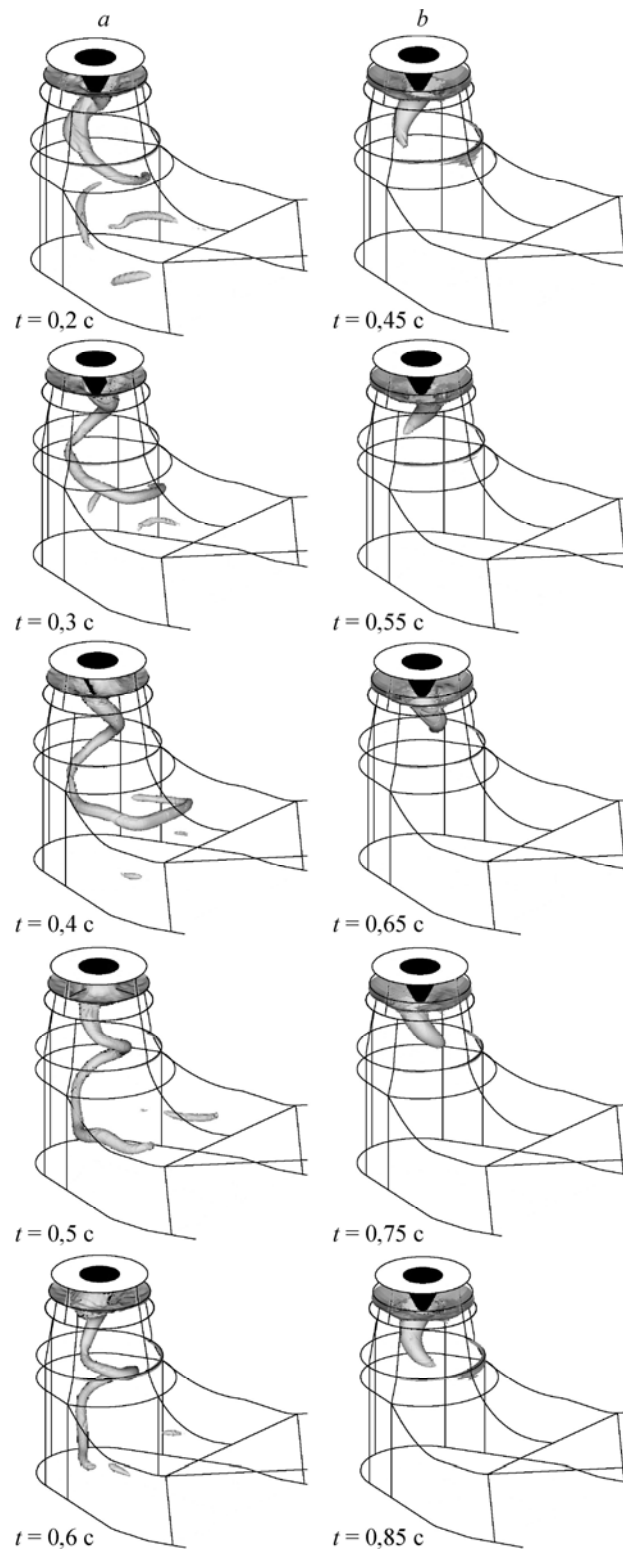 a b
t = 0,2 с t = 0,45 с
t = 0,3 с t = 0,55 с
t = 0,4 с t = 0,65 с
t = 0,5 с t = 0,75 с
t = 0,6 с t = 0,85 с